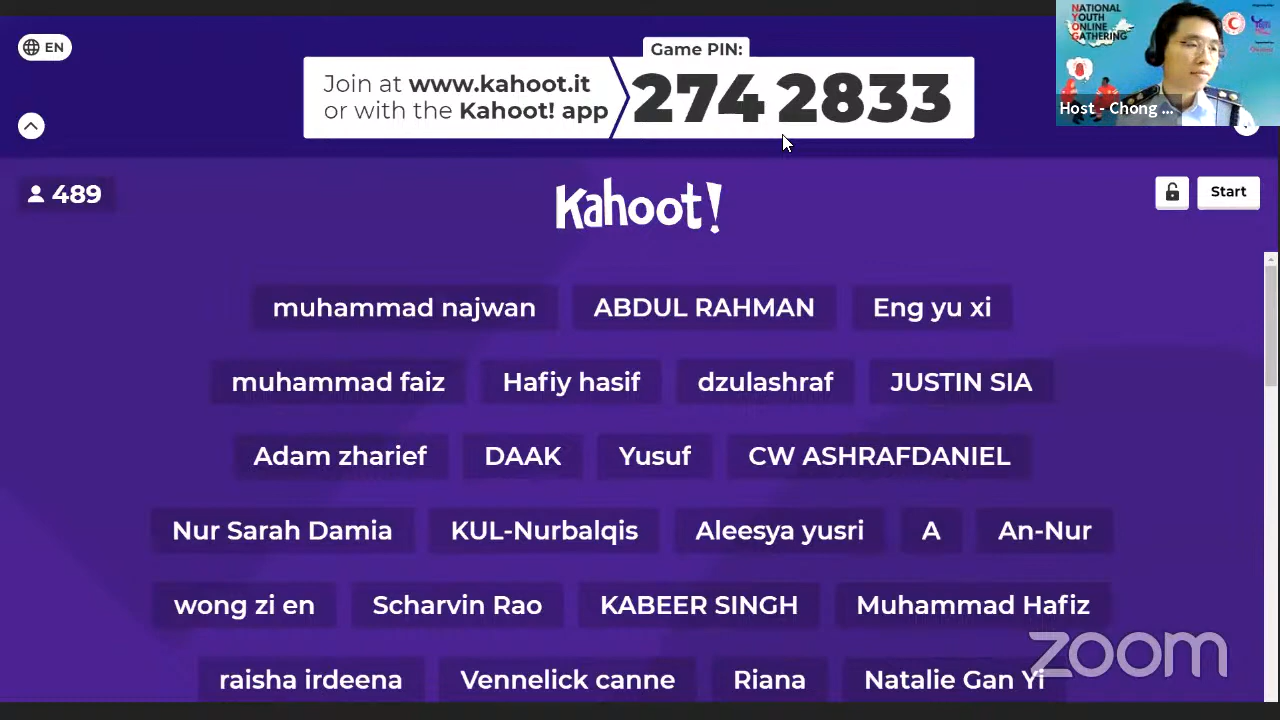 EN
Join at www.kahoot.it
or with the Kahoot! app
Game PIN:
274 2833
NATIONAL
YOUTH
ONLINE
GATHERING
Host - Chong ...
489
Kahoot!
Start
muhammad najwan ABDUL RAHMAN Eng yu xi
muhammad faiz Hafiy hasif dzulashraf JUSTIN SIA
Adam zharief DAAK Yusuf CW ASHRAFDANIEL
Nur Sarah Damia KUL-Nurbalqis Aleesya yusri A An-Nur
wong zi en Scharvin Rao KABEER SINGH Muhammad Hafiz
raisha irdeena Vennelick canne Riana Natalie Gan Yi
zoom